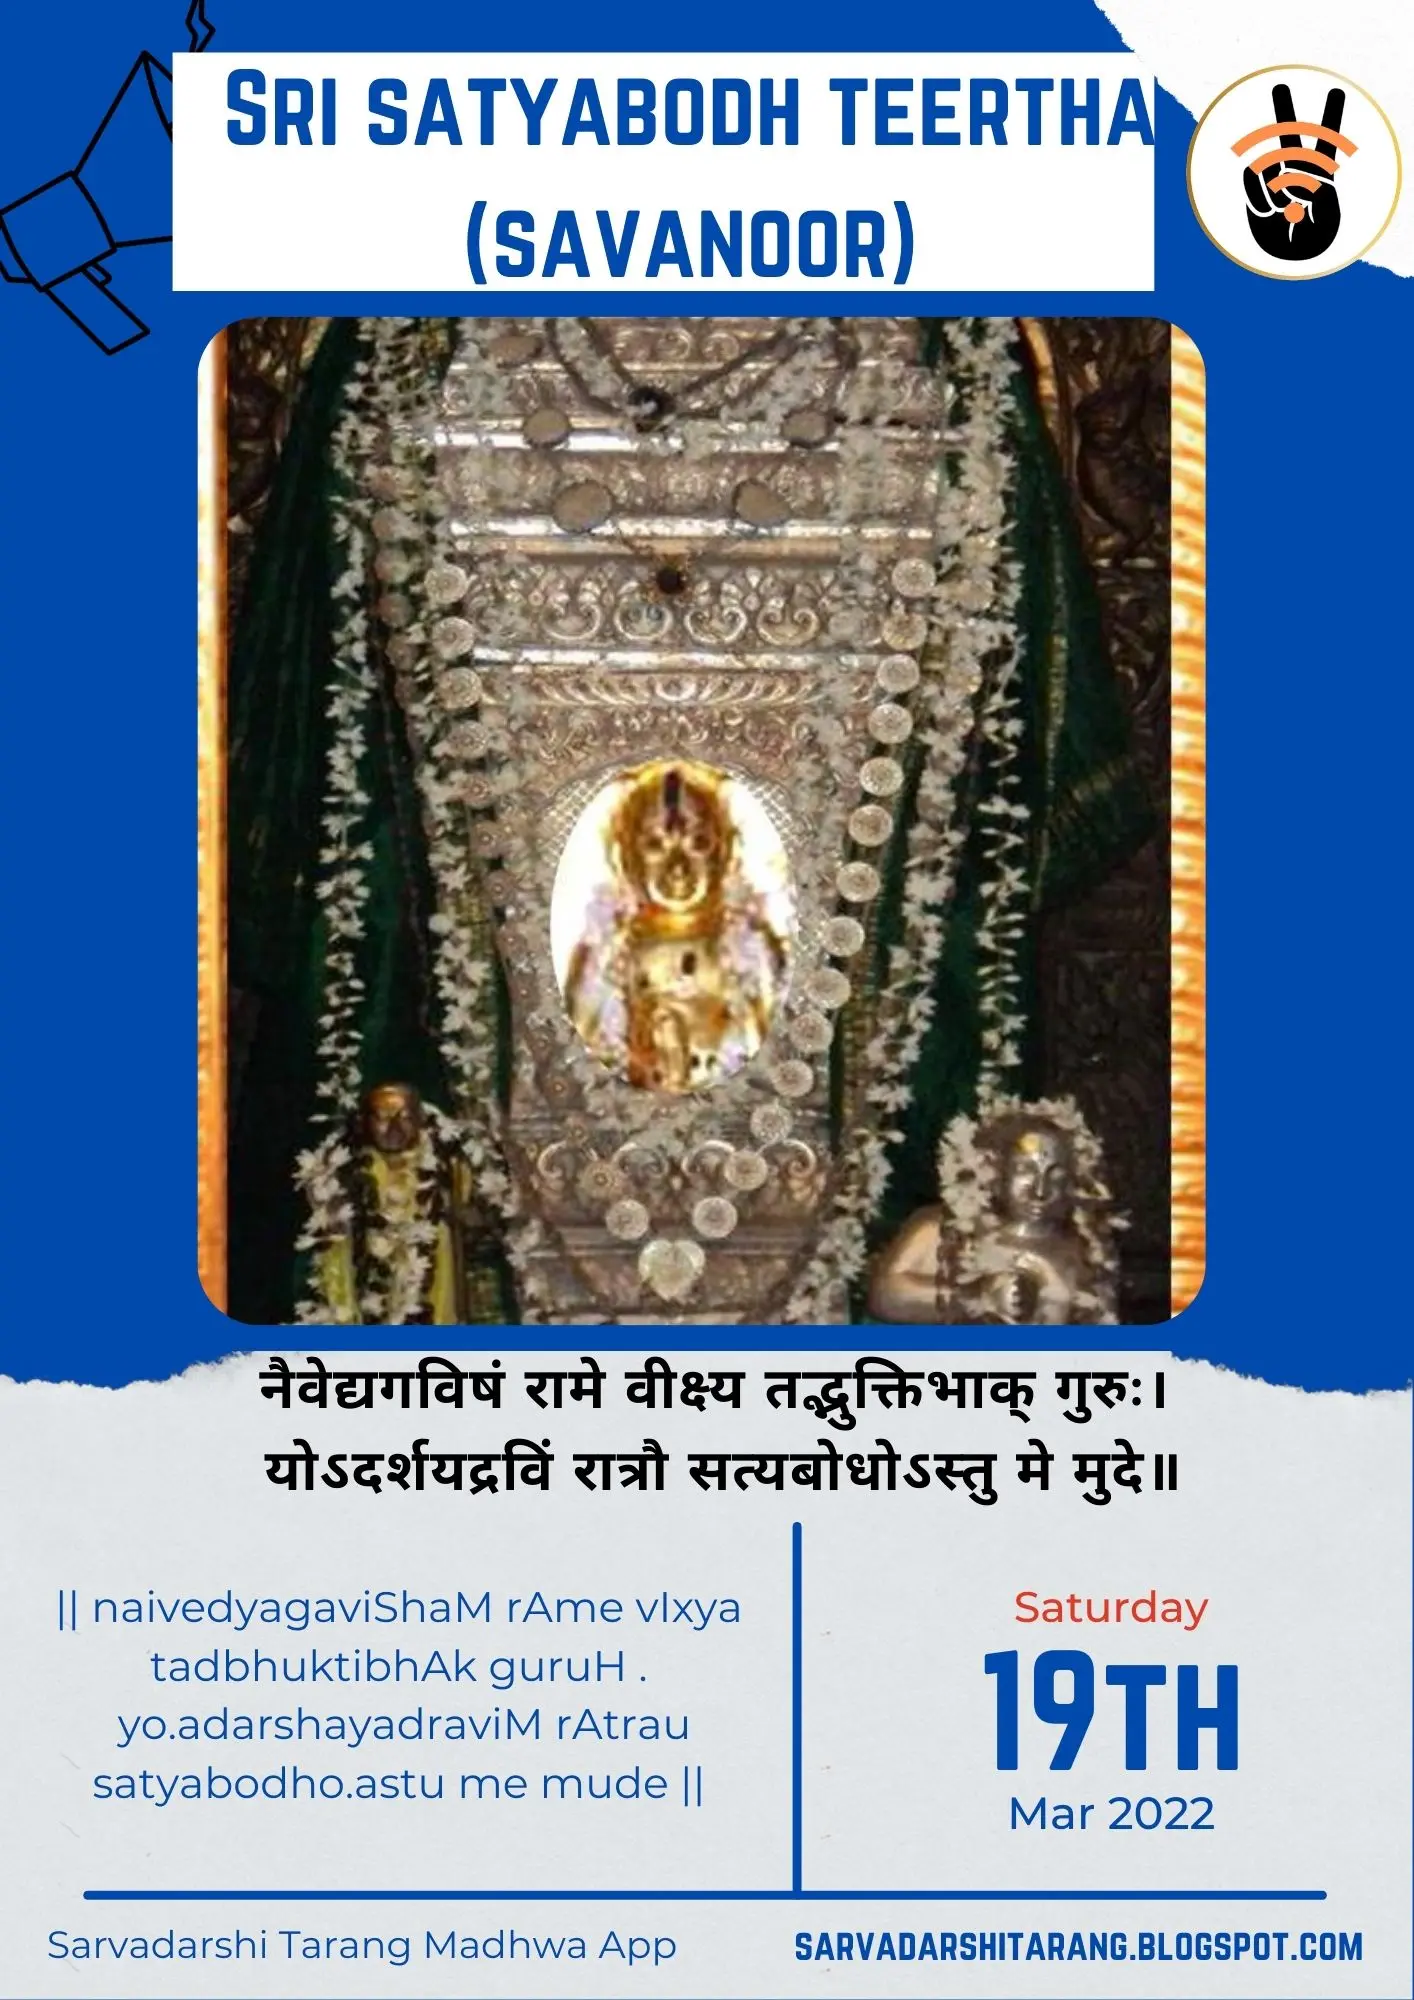 Sri satyabodh teertha
(savanoor)
नैवेद्यगविषं रामे वीक्ष्य तद्भुक्तिभाक् गुरुः।
योऽदर्शयद्रविं रात्रौ सत्यबोधोऽस्तु मे मुदे॥
|| naivedyagaviShaM rAme vIxya
tadbhuktibhAk guruH .
yo.adarshayadraviM rAtrau
satyabodho.astu me mude ||
Saturday
19th
Mar 2022
Sarvadarshi Tarang Madhwa App
sarvadarshitarang.blogspot.com